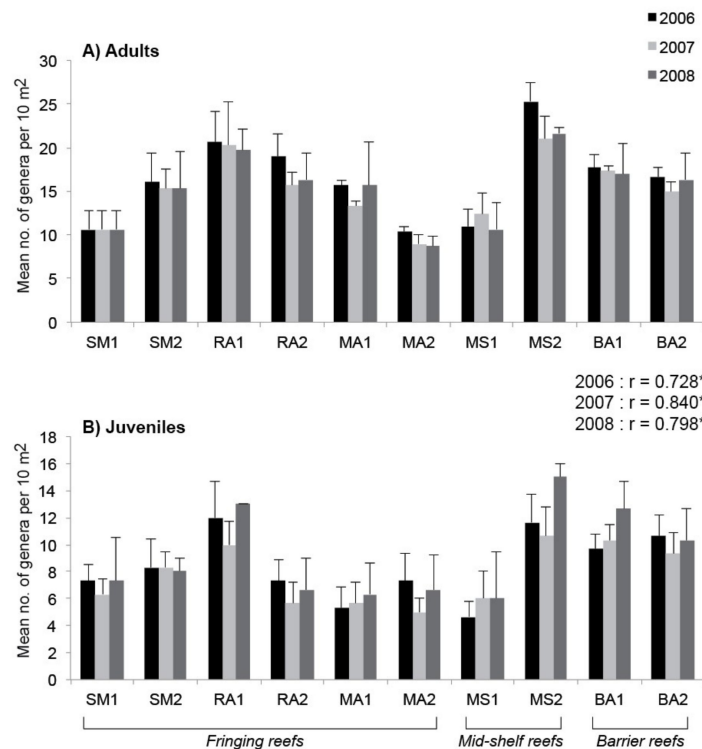 2006
2007
2008
A) Adults
Mean no. of genera per 10 m2
30
25
20
15
10
5
0
SM1 SM2 RA1 RA2 MA1 MA2 MS1 MS2 BA1 BA2
2006 : r = 0.728*
2007 : r = 0.840*
2008 : r = 0.798*
B) Juveniles
Mean no. of genera per 10 m2
18
16
14
12
10
8
6
4
2
0
SM1 SM2 RA1 RA2 MA1 MA2 MS1 MS2 BA1 BA2
Fringing reefs Mid-shelf reefs Barrier reefs